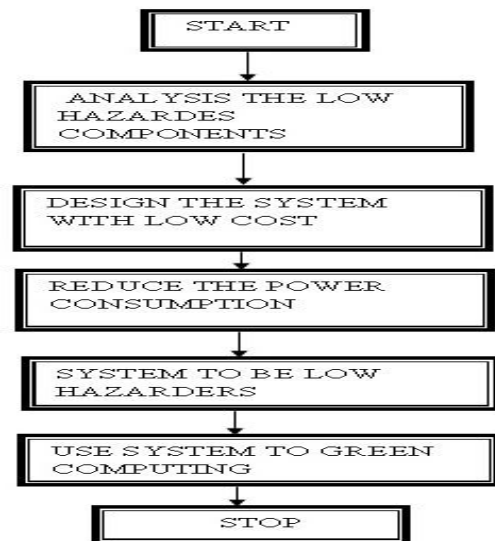 START
ANALYSIS THE LOW
HAZARDES
COMPONENTS
DESIGN THE SYSTEM
WITH LOW COST
REDUCE THE POWER
CONSUMPTION
SYSTEM TO BE LOW
HAZARDERS
USE SYSTEM TO GREEN
COMPUTING
STOP